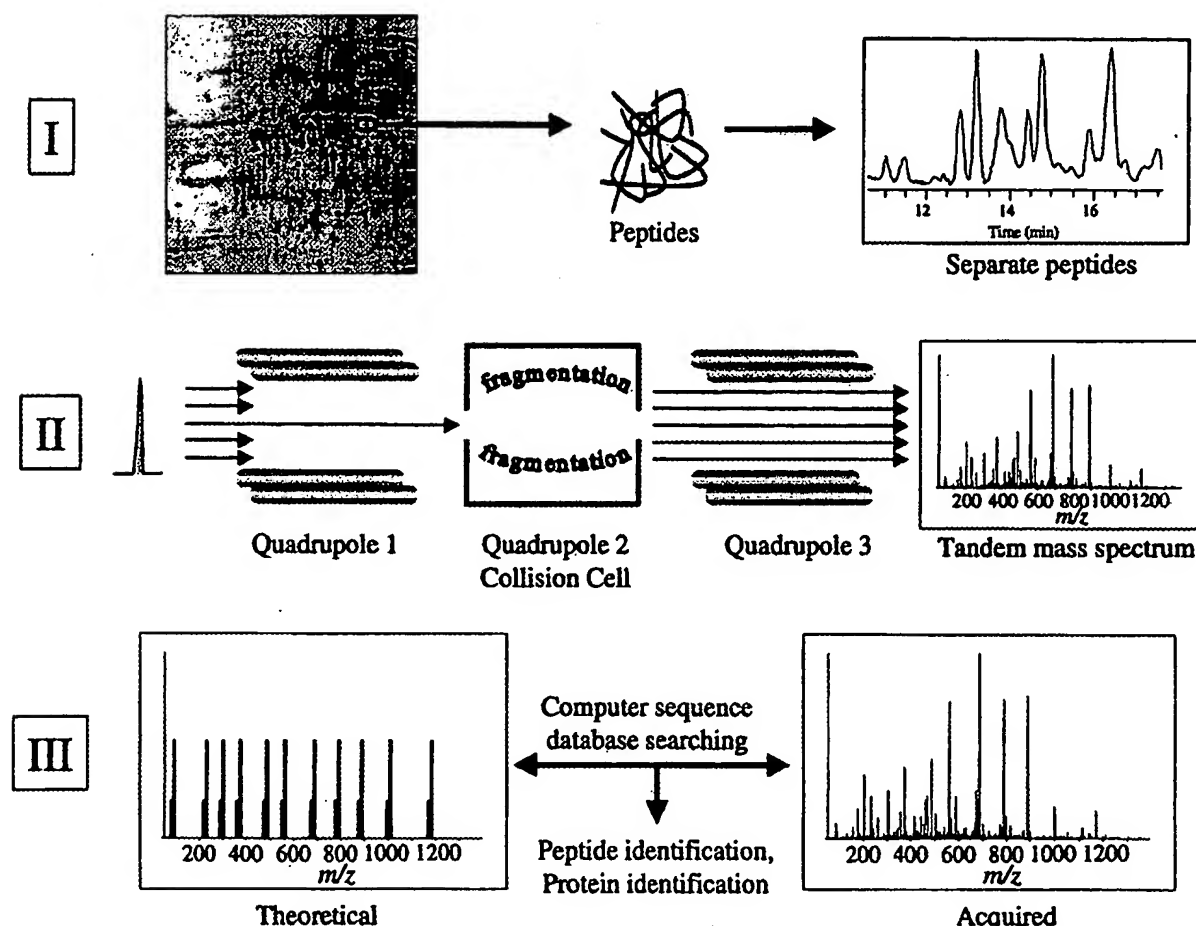 I
Peptides
12 14 16
Time (min)
Separate peptides
II
fragmentation
fragmentation
Quadrupole 1
Quadrupole 2
Collision Cell
Quadrupole 3
200 400 600 800 1000 1200
m/z
Tandem mass spectrum
III
200 400 600 800 1000 1200
m/z
Theoretical
Computer sequence
database searching
Peptide identification,
Protein identification
200 400 600 800 1000 1200
m/z
Acquired